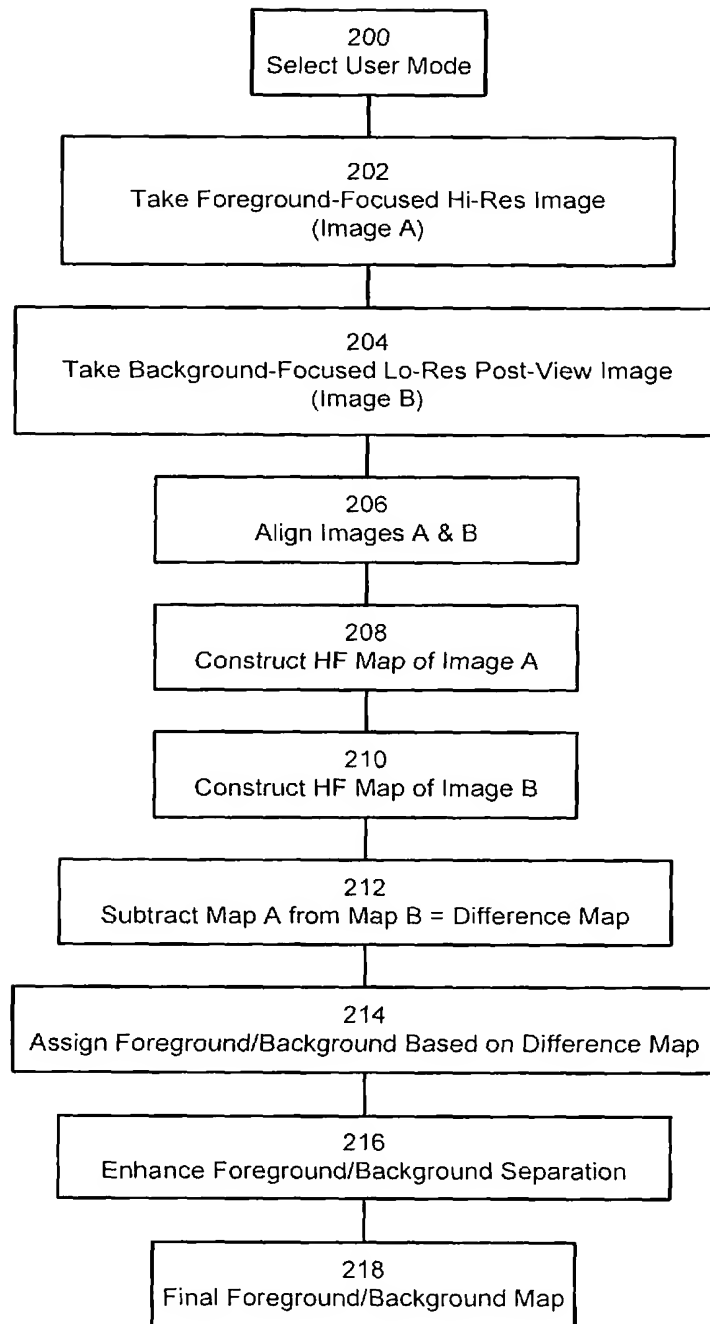 200
Select User Mode
202
Take Foreground-Focused Hi-Res Image
(Image A)
204
Take Background-Focused Lo-Res Post-View Image
(Image B)
206
Align Images A & B
208
Construct HF Map of Image A
210
Construct HF Map of Image B
212
Subtract Map A from Map B = Difference Map
214
Assign Foreground/Background Based on Difference Map
216
Enhance Foreground/Background Separation
218
Final Foreground/Background Map